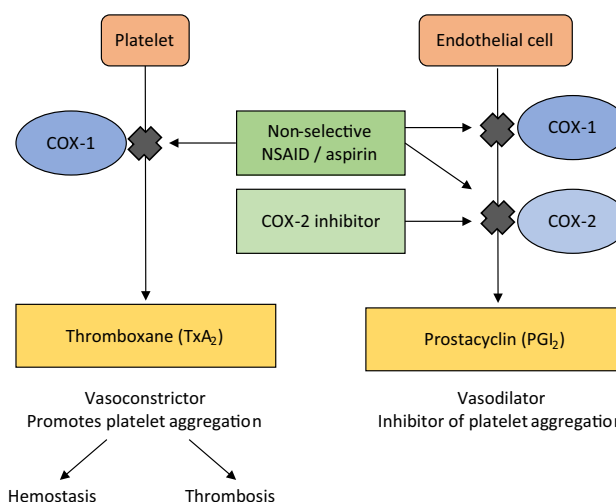 Platelet
Endothelial cell
COX-1
Non-selective
NSAID / aspirin
COX-1
COX-2 inhibitor
COX-2
Thromboxane (TxA₂)
Prostacyclin (PGI₂)
Vasoconstrictor
Promotes platelet aggregation
Vasodilator
Inhibitor of platelet aggregation
Hemostasis
Thrombosis